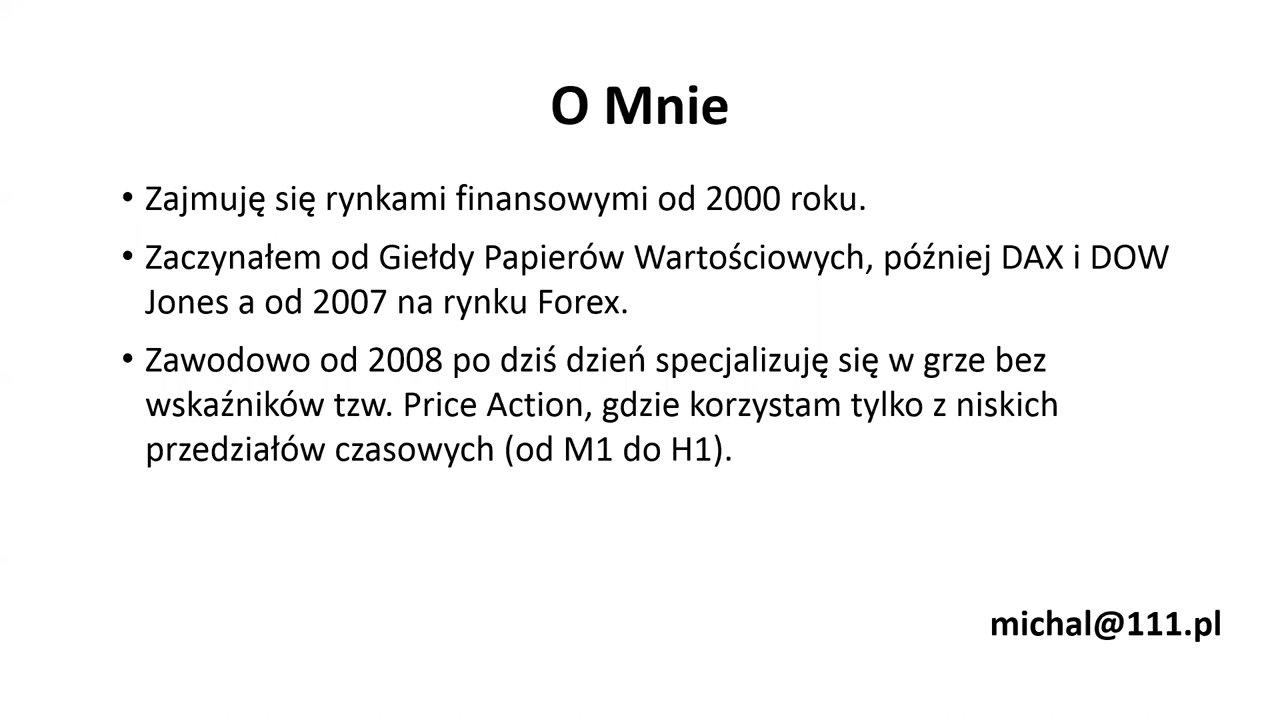 O Mnie
• Zajmuję się rynkami finansowymi od 2000 roku.
• Zaczynałem od Giełdy Papierów Wartościowych, później DAX i DOW
Jones a od 2007 na rynku Forex.
• Zawodowo od 2008 po dziś dzień specjalizuję się w grze bez
wskaźników tzw. Price Action, gdzie korzystam tylko z niskich
przedziałów czasowych (od M1 do H1).
michal@111.pl